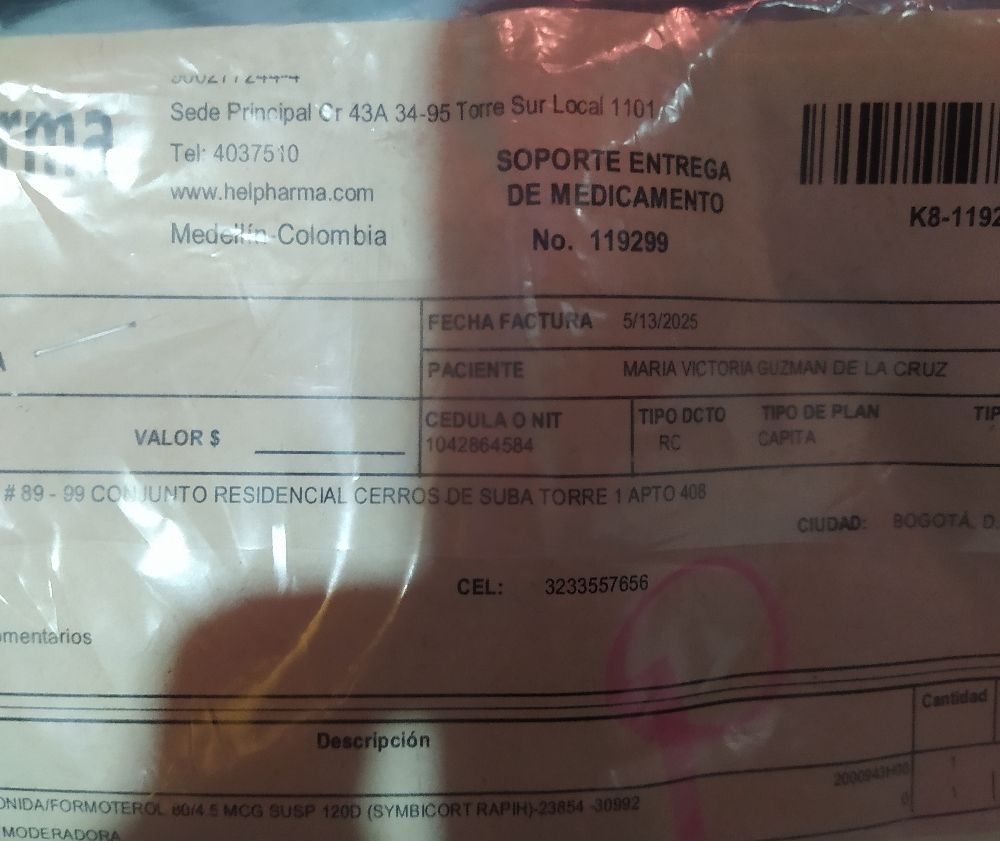 rma
Sede Principal Cr 43A 34-95 Torre Sur Local 1101
Tel: 4037510
www.helpharma.com
Medellín-Colombia
SOPORTE ENTREGA
DE MEDICAMENTO
No. 119299
K8-1192
FECHA FACTURA 5/13/2025
PACIENTE MARIA VICTORIA GUZMAN DE LA CRUZ
VALOR $
CEDULA O NIT
1042864584
TIPO DCTO
RC
TIPO DE PLAN
CAPITA
TIP
# 89 - 99 CONJUNTO RESIDENCIAL CERROS DE SUBA TORRE 1 APTO 408
CIUDAD: BOGOTÁ, D.
CEL: 3233557656
omentarios
Descripción
Cantidad
ONIDA/FORMOTEROL 80/4.5 MCG SUSP 120D (SYMBICORT RAPIH)-23854 -30992
1
MODERADORA
0
1